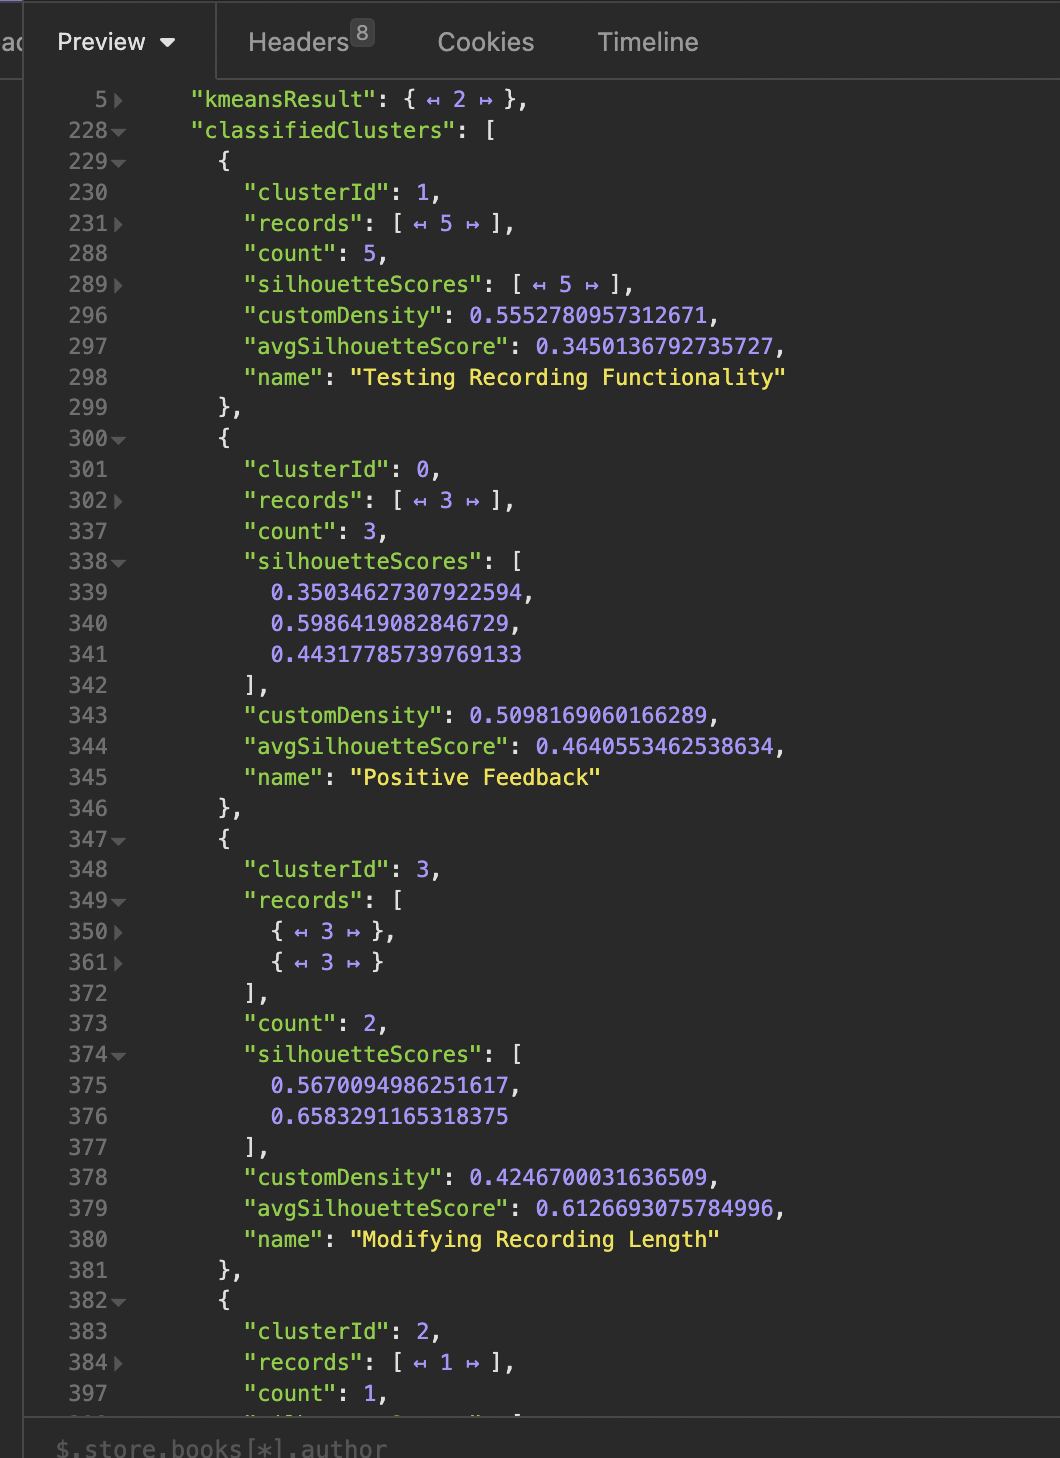 ad
Preview Headers 8 Cookies Timeline
5 "kmeansResult": { ↤ 2 ↦ },
228 "classifiedClusters": [
229 {
230 "clusterId": 1,
231 "records": [ ↤ 5 ↦ ],
288 "count": 5,
289 "silhouetteScores": [ ↤ 5 ↦ ],
296 "customDensity": 0.5552780957312671,
297 "avgSilhouetteScore": 0.3450136792735727,
298 "name": "Testing Recording Functionality"
299 },
300 {
301 "clusterId": 0,
302 "records": [ ↤ 3 ↦ ],
337 "count": 3,
338 "silhouetteScores": [
339 0.35034627307922594,
340 0.5986419082846729,
341 0.44317785739769133
342 ],
343 "customDensity": 0.5098169060166289,
344 "avgSilhouetteScore": 0.4640553462538634,
345 "name": "Positive Feedback"
346 },
347 {
348 "clusterId": 3,
349 "records": [
350 { ↤ 3 ↦ },
361 { ↤ 3 ↦ }
372 ],
373 "count": 2,
374 "silhouetteScores": [
375 0.5670094986251617,
376 0.6583291165318375
377 ],
378 "customDensity": 0.4246700031636509,
379 "avgSilhouetteScore": 0.6126693075784996,
380 "name": "Modifying Recording Length"
381 },
382 {
383 "clusterId": 2,
384 "records": [ ↤ 1 ↦ ],
397 "count": 1,
$.store.books[*].author